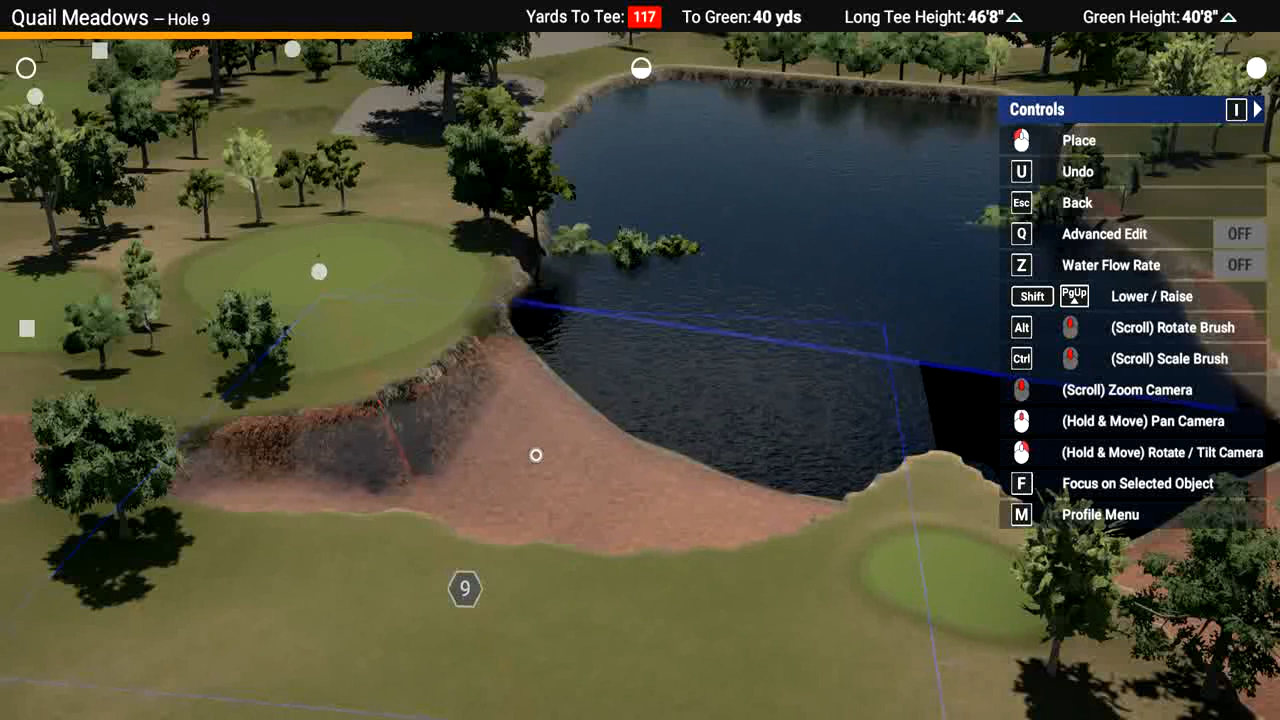 Quail Meadows – Hole 9
Yards To Tee: 117 To Green: 40 yds Long Tee Height: 46'8" Green Height: 40'8"
Controls I
Place
U Undo
Esc Back
Q Advanced Edit OFF
Z Water Flow Rate OFF
Shift PgUp Lower / Raise
Alt (Scroll) Rotate Brush
Ctrl (Scroll) Scale Brush
(Scroll) Zoom Camera
(Hold & Move) Pan Camera
(Hold & Move) Rotate / Tilt Camera
F Focus on Selected Object
M Profile Menu
9